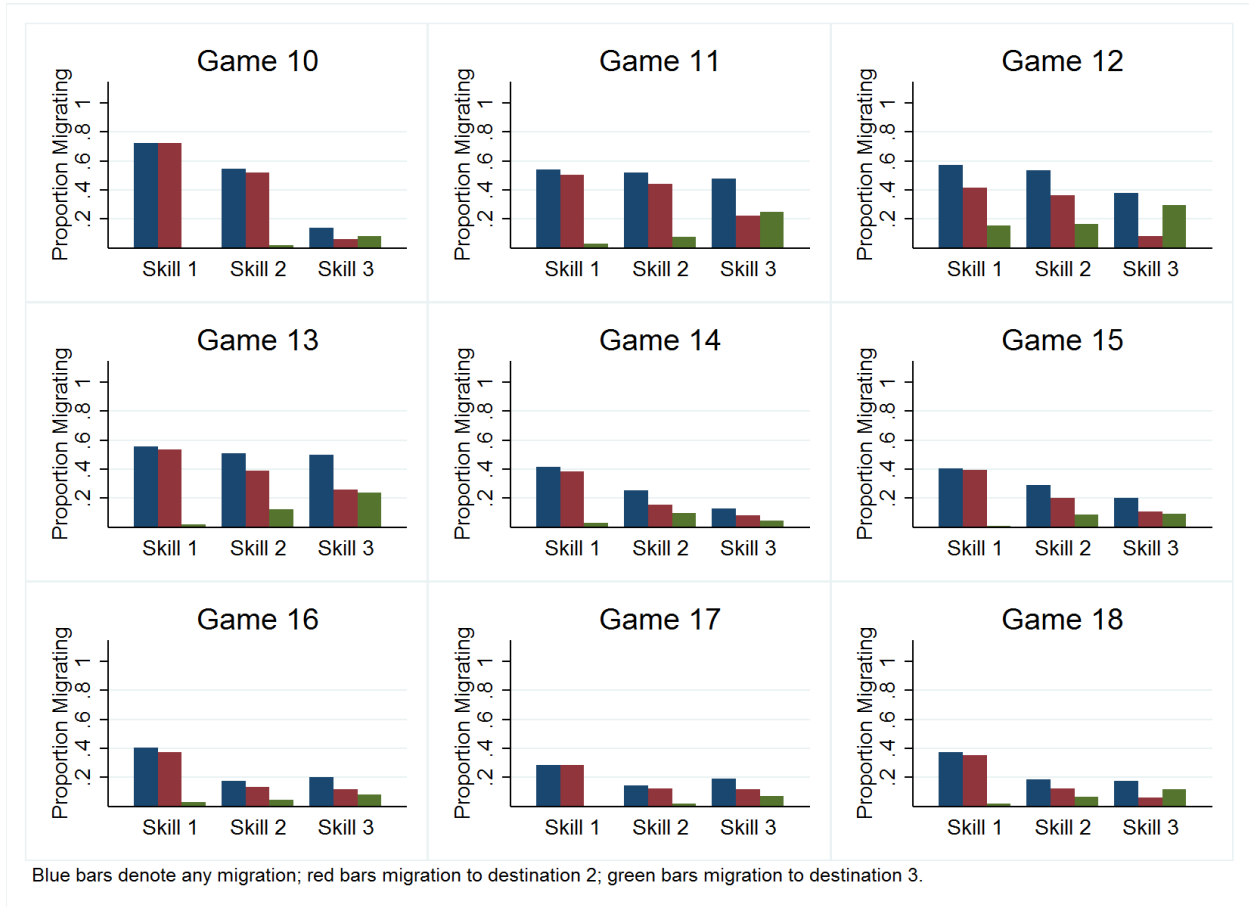 Game 10
Proportion Migrating
1
.8
.6
.4
.2
Skill 1 Skill 2 Skill 3
Game 11
Proportion Migrating
1
.8
.6
.4
.2
Skill 1 Skill 2 Skill 3
Game 12
Proportion Migrating
1
.8
.6
.4
.2
Skill 1 Skill 2 Skill 3
Game 13
Proportion Migrating
1
.8
.6
.4
.2
Skill 1 Skill 2 Skill 3
Game 14
Proportion Migrating
1
.8
.6
.4
.2
Skill 1 Skill 2 Skill 3
Game 15
Proportion Migrating
1
.8
.6
.4
.2
Skill 1 Skill 2 Skill 3
Game 16
Proportion Migrating
1
.8
.6
.4
.2
Skill 1 Skill 2 Skill 3
Game 17
Proportion Migrating
1
.8
.6
.4
.2
Skill 1 Skill 2 Skill 3
Game 18
Proportion Migrating
1
.8
.6
.4
.2
Skill 1 Skill 2 Skill 3
Blue bars denote any migration; red bars migration to destination 2; green bars migration to destination 3.